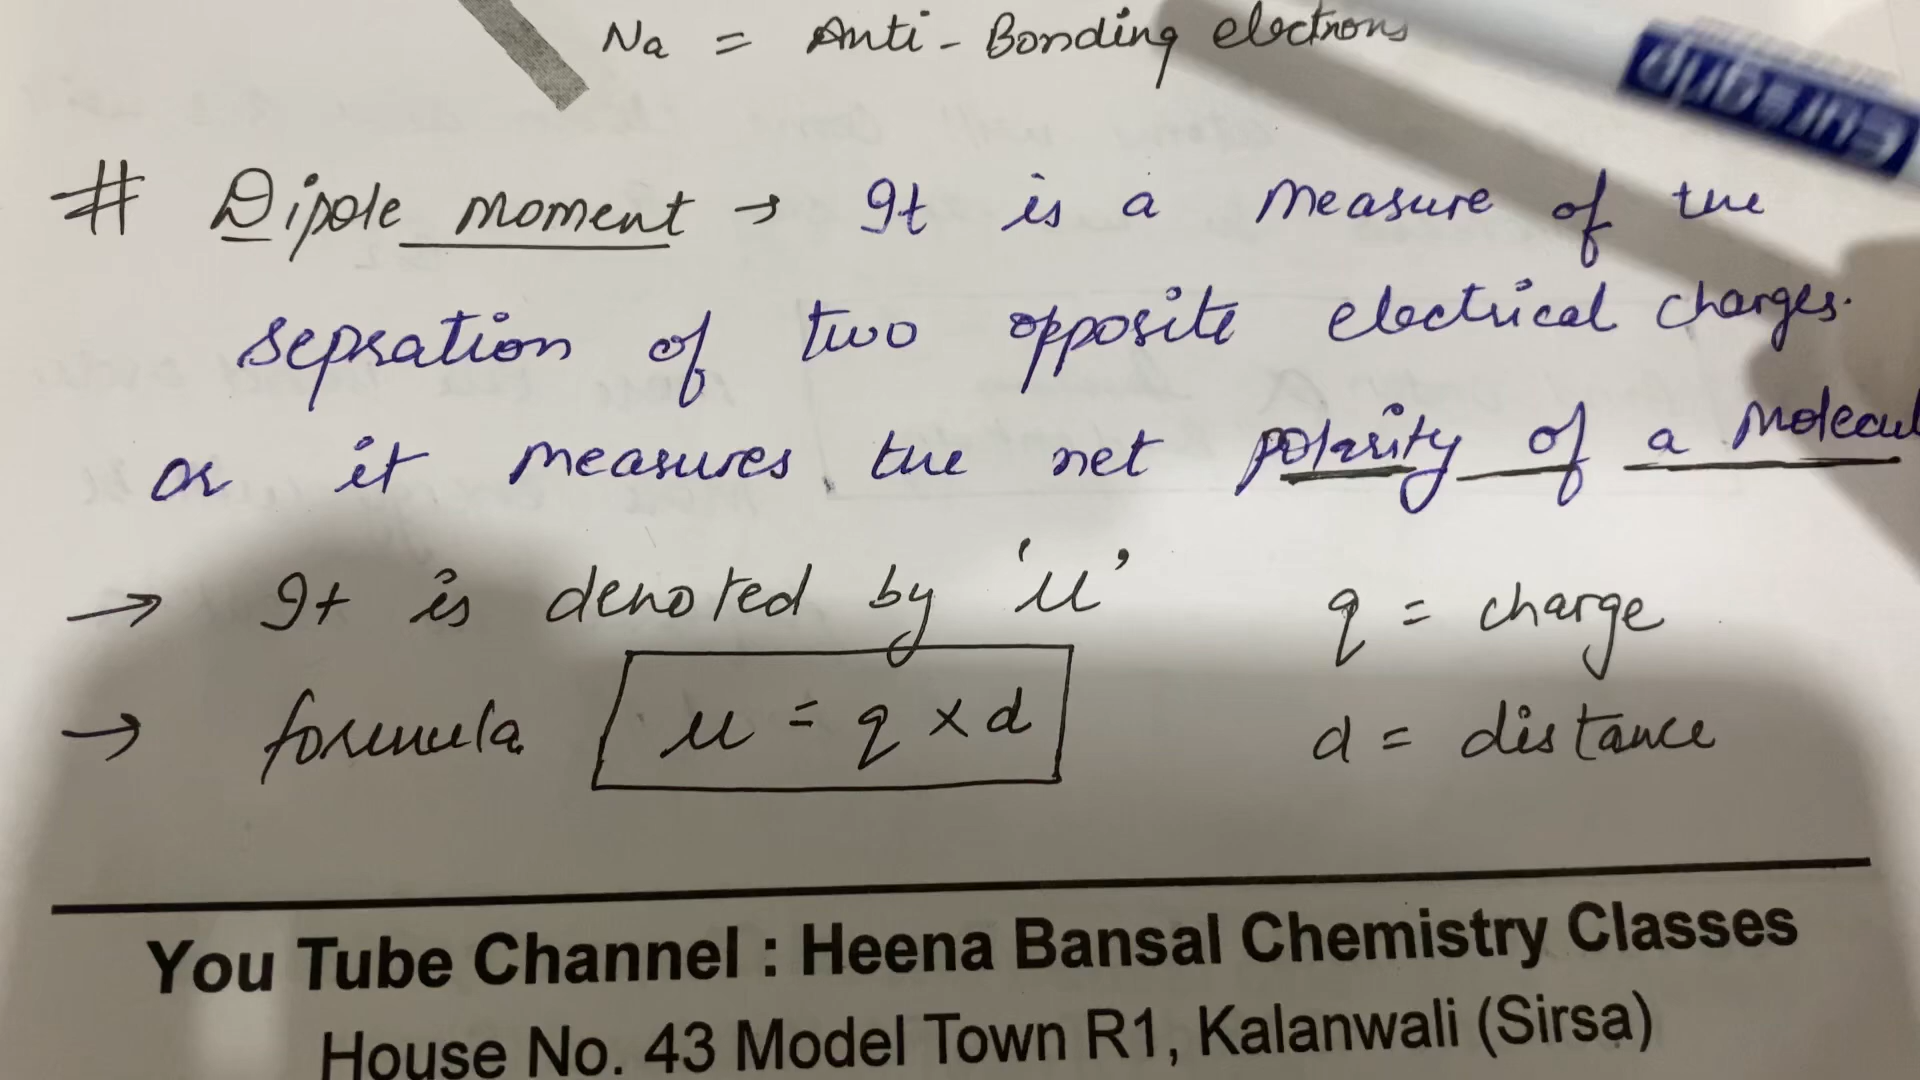 Na = Anti-Bonding electrons
# Dipole moment → It is a measure of the
sepration of two opposite electrical charges.
or it measures the net polarity of a molecul
→ It is denoted by 'μ'
q = charge
→ formula μ = q × d
d = distance
You Tube Channel : Heena Bansal Chemistry Classes
House No. 43 Model Town R1, Kalanwali (Sirsa)